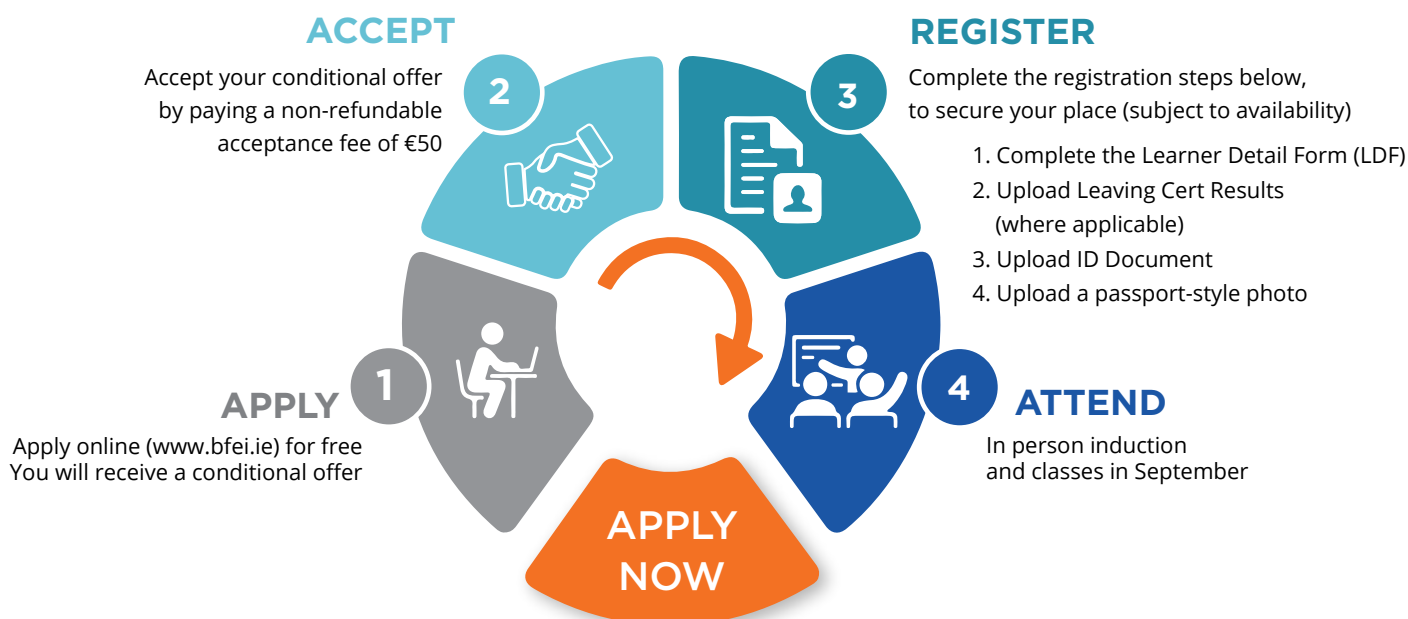 APPLY
1
Apply online (www.bfei.ie) for free
You will receive a conditional offer
ACCEPT
2
Accept your conditional offer
by paying a non-refundable
acceptance fee of €50
REGISTER
3
Complete the registration steps below,
to secure your place (subject to availability)
1. Complete the Learner Detail Form (LDF)
2. Upload Leaving Cert Results
(where applicable)
3. Upload ID Document
4. Upload a passport-style photo
4
ATTEND
In person induction
and classes in September
APPLY
NOW